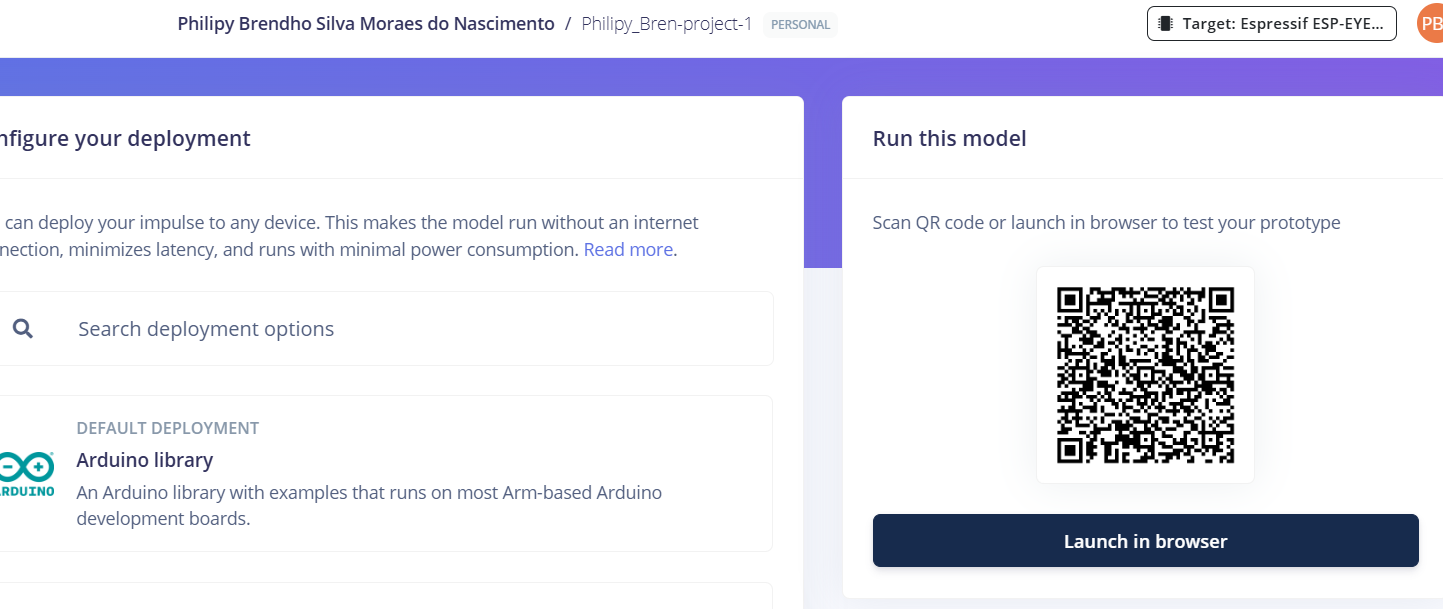 Philipy Brendho Silva Moraes do Nascimento / Philipy_Bren-project-1 PERSONAL
Target: Espressif ESP-EYE...
PB
nfigure your deployment
can deploy your impulse to any device. This makes the model run without an internet
nection, minimizes latency, and runs with minimal power consumption. Read more.
Search deployment options
DEFAULT DEPLOYMENT
Arduino library
An Arduino library with examples that runs on most Arm-based Arduino
development boards.
RDUINO
Run this model
Scan QR code or launch in browser to test your prototype
Launch in browser